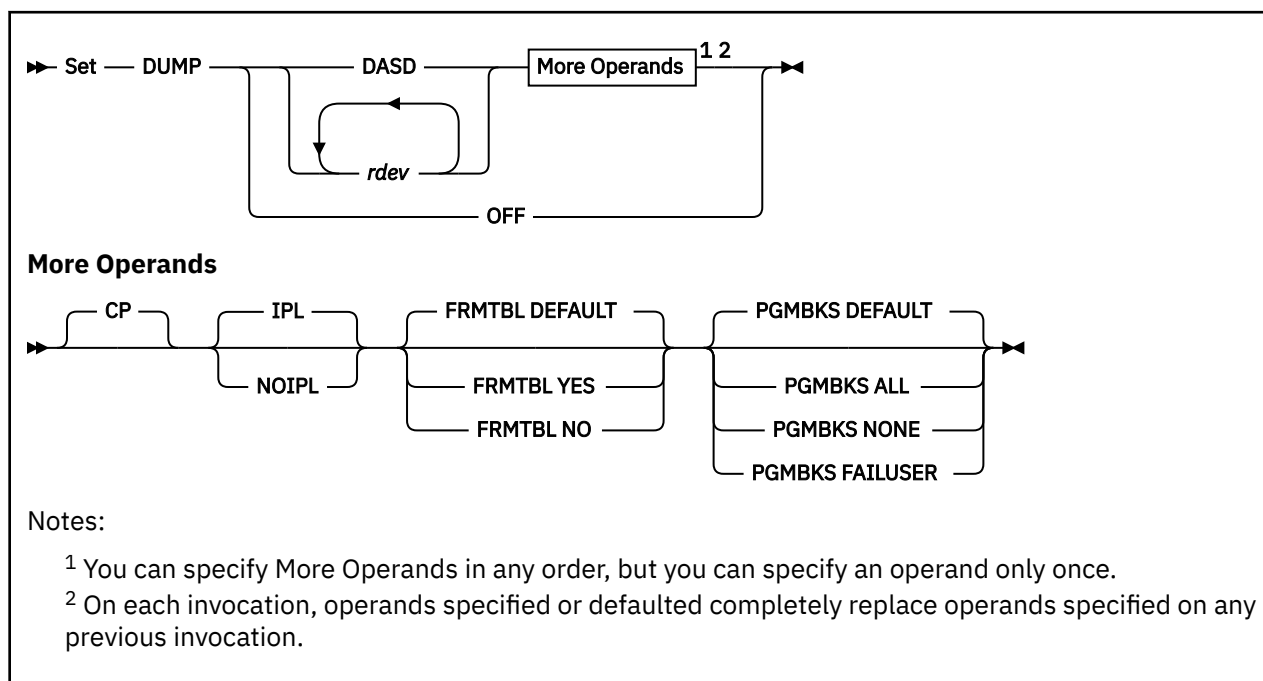 Set DUMP DASD More Operands 1 2
rdev
OFF
More Operands
CP IPL FRMTBL DEFAULT PGMBKS DEFAULT
NOIPL FRMTBL YES PGMBKS ALL
FRMTBL NO PGMBKS NONE
PGMBKS FAILUSER
Notes:
1 You can specify More Operands in any order, but you can specify an operand only once.
2 On each invocation, operands specified or defaulted completely replace operands specified on any
previous invocation.